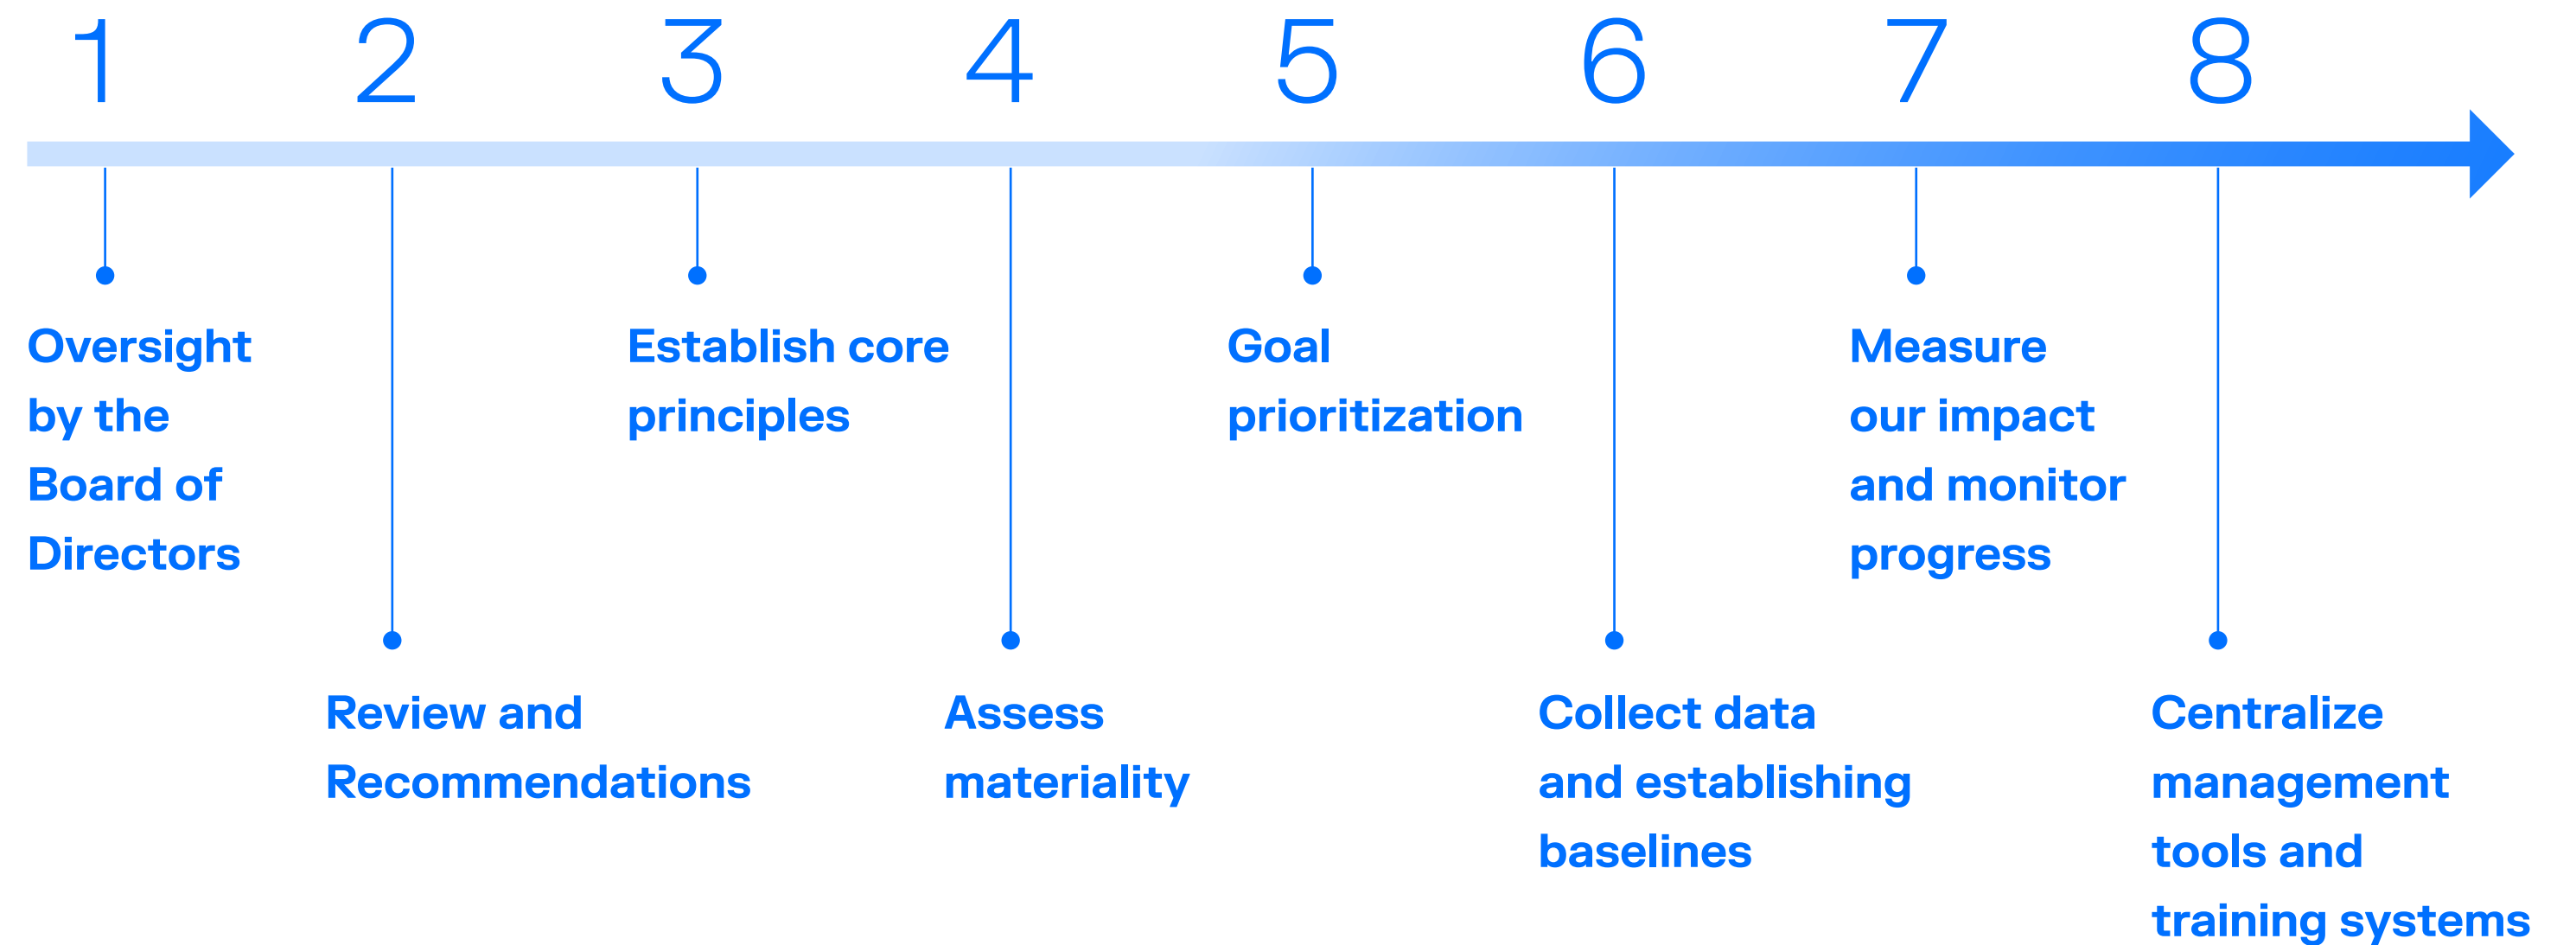 1
Oversight
by the
Board of
Directors
2
Review and
Recommendations
3
Establish core
principles
4
Assess
materiality
5
Goal
prioritization
6
Collect data
and establishing
baselines
7
Measure
our impact
and monitor
progress
8
Centralize
management
tools and
training systems